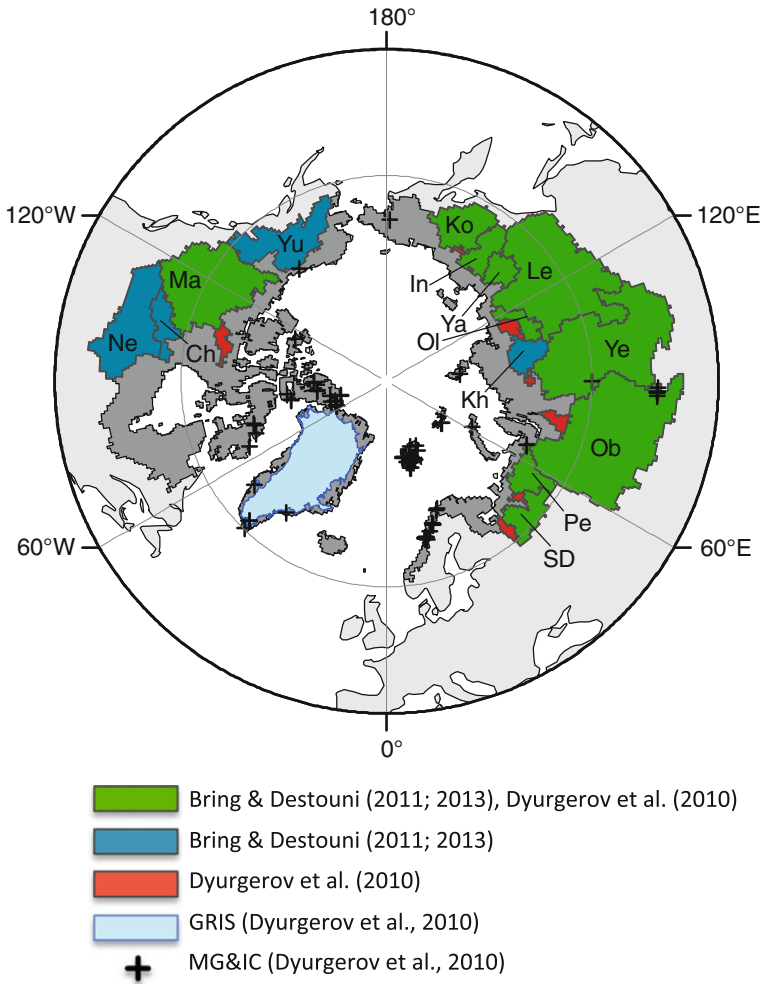 180°
120°W
120°E
Yu
Ko
Ma
In
Le
Ya
Ol
Ne
Ch
Ye
Kh
Ob
Pe
SD
60°W
60°E
0°
Bring & Destouni (2011; 2013), Dyurgerov et al. (2010)
Bring & Destouni (2011; 2013)
Dyurgerov et al. (2010)
GRIS (Dyurgerov et al., 2010)
MG&IC (Dyurgerov et al., 2010)